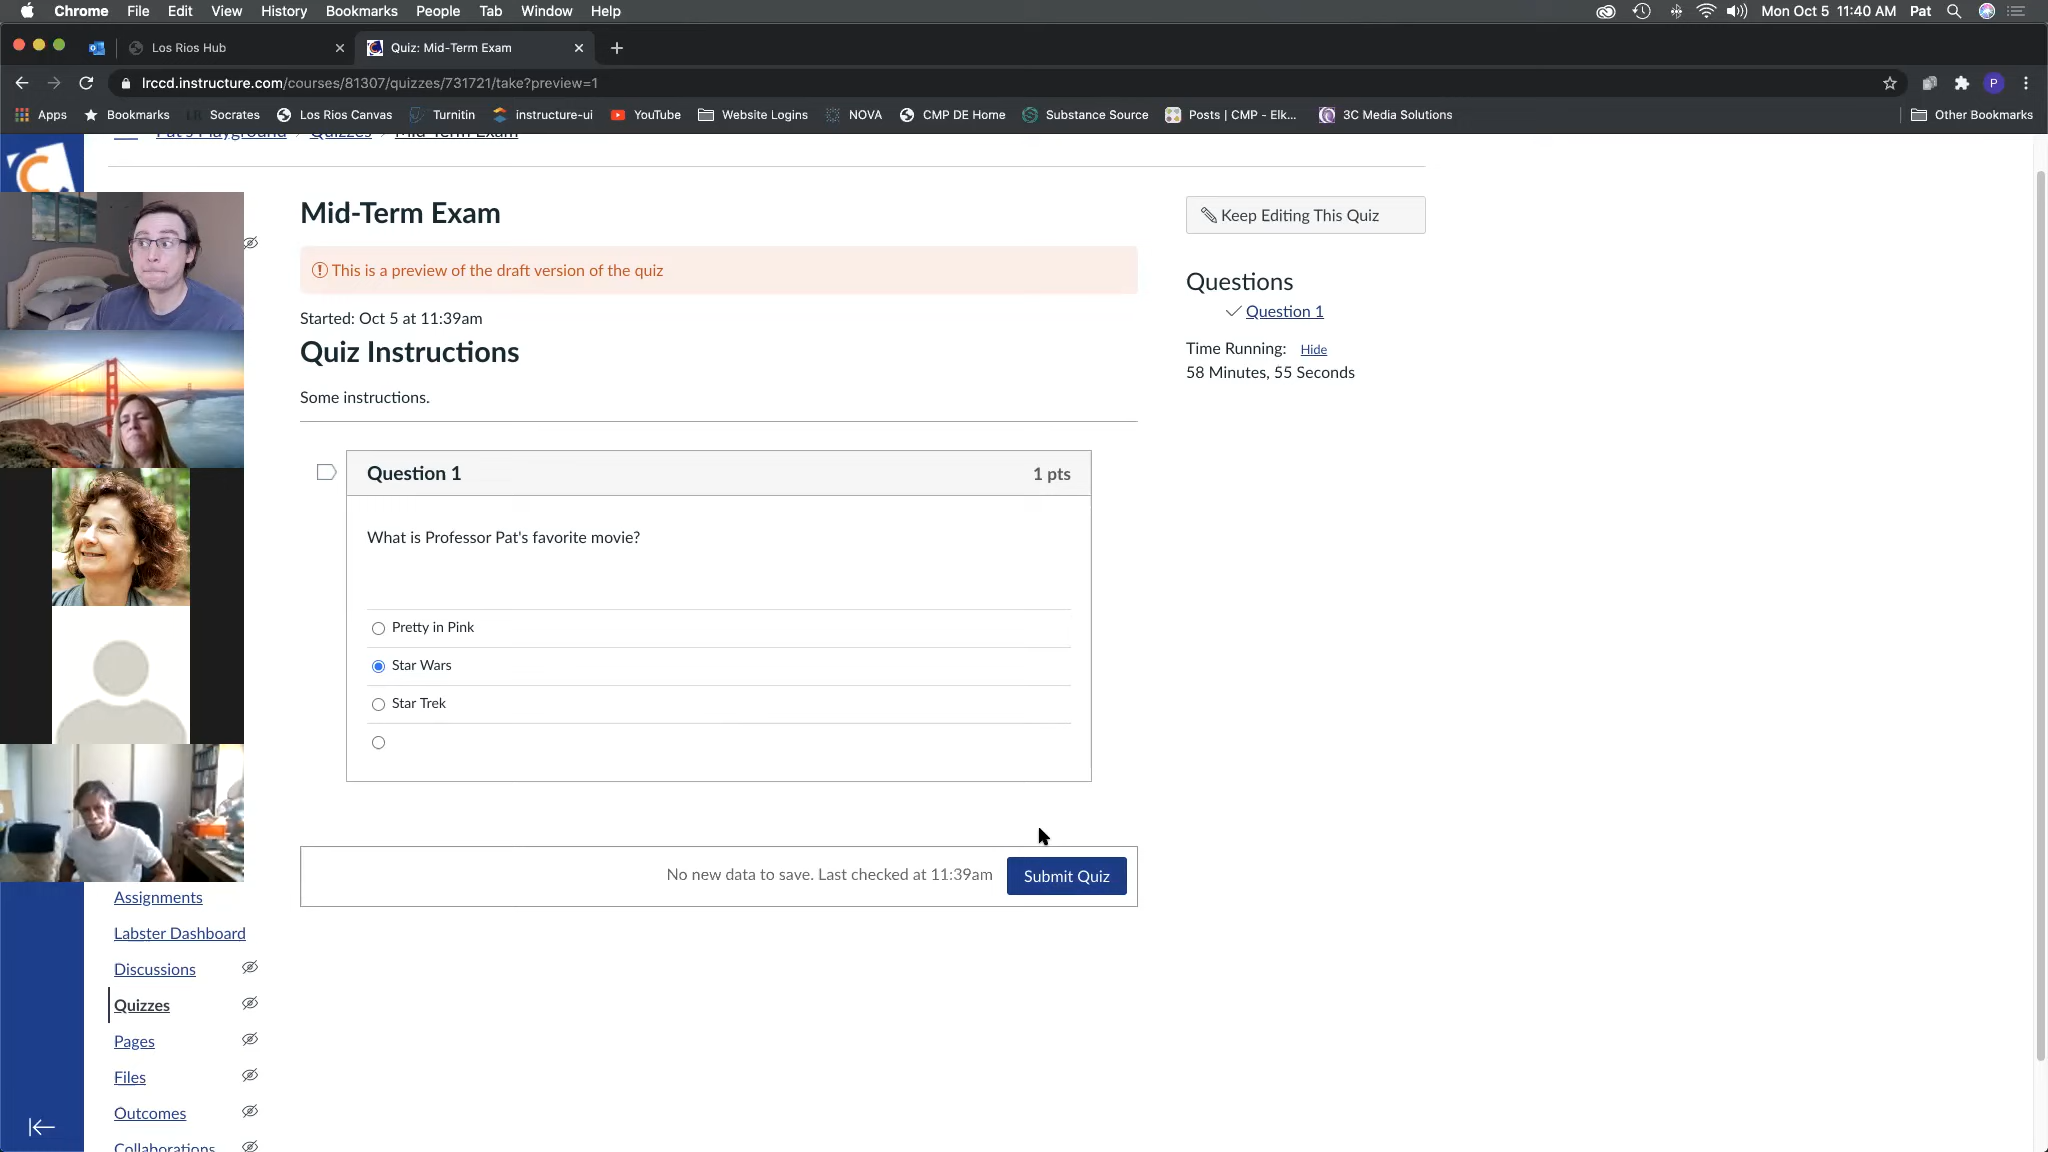 Chrome File Edit View History Bookmarks People Tab Window Help Mon Oct 5 11:40 AM Pat
Los Rios Hub Quiz: Mid-Term Exam
lrccd.instructure.com/courses/81307/quizzes/731721/take?preview=1 P
Apps Bookmarks LR Socrates Los Rios Canvas Turnitin instructure-ui YouTube Website Logins NOVA CMP DE Home Substance Source Posts | CMP - Elk... 3C Media Solutions Other Bookmarks
Pat's Playground Quizzes Mid-Term Exam
Mid-Term Exam
Keep Editing This Quiz
This is a preview of the draft version of the quiz
Questions
Question 1
Started: Oct 5 at 11:39am
Quiz Instructions
Time Running: Hide
58 Minutes, 55 Seconds
Some instructions.
Question 1 1 pts
What is Professor Pat's favorite movie?
Pretty in Pink
Star Wars
Star Trek
No new data to save. Last checked at 11:39am Submit Quiz
Assignments
Labster Dashboard
Discussions
Quizzes
Pages
Files
Outcomes
Collaborations